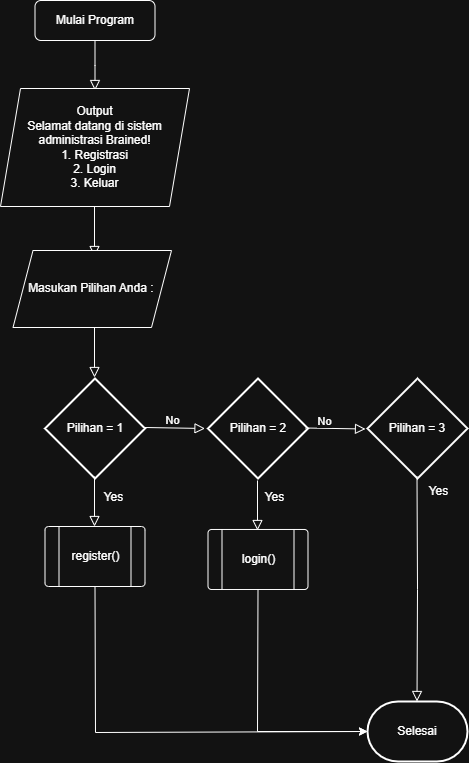 Mulai Program
Output
Selamat datang di sistem
administrasi Brained!
1. Registrasi
2. Login
3. Keluar
Masukan Pilihan Anda :
Pilihan = 1
No
Pilihan = 2
No
Pilihan = 3
Yes
Yes
Yes
register()
login()
Selesai